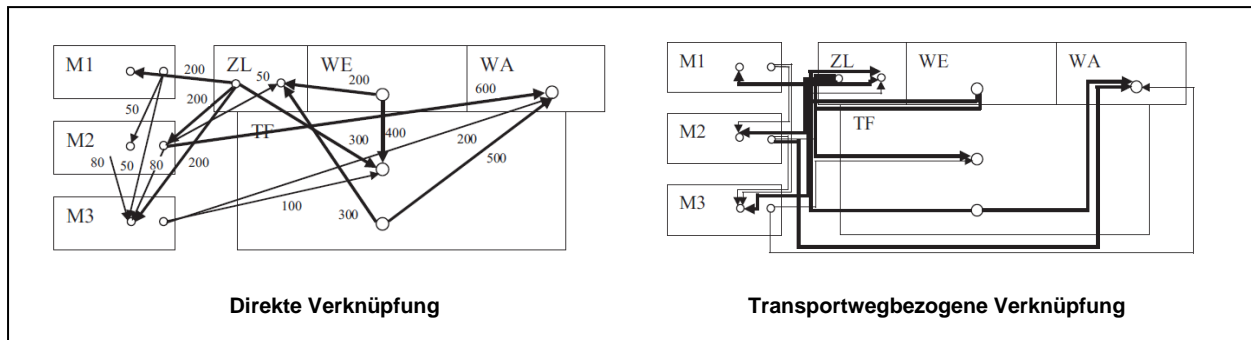 M1
200
ZL
50
WE
200
WA
600
50
200
M2
TF
300
400
200
500
80
50
80
200
M3
100
300
Direkte Verknüpfung
M1
ZL
WE
WA
M2
TF
M3
Transportwegbezogene Verknüpfung